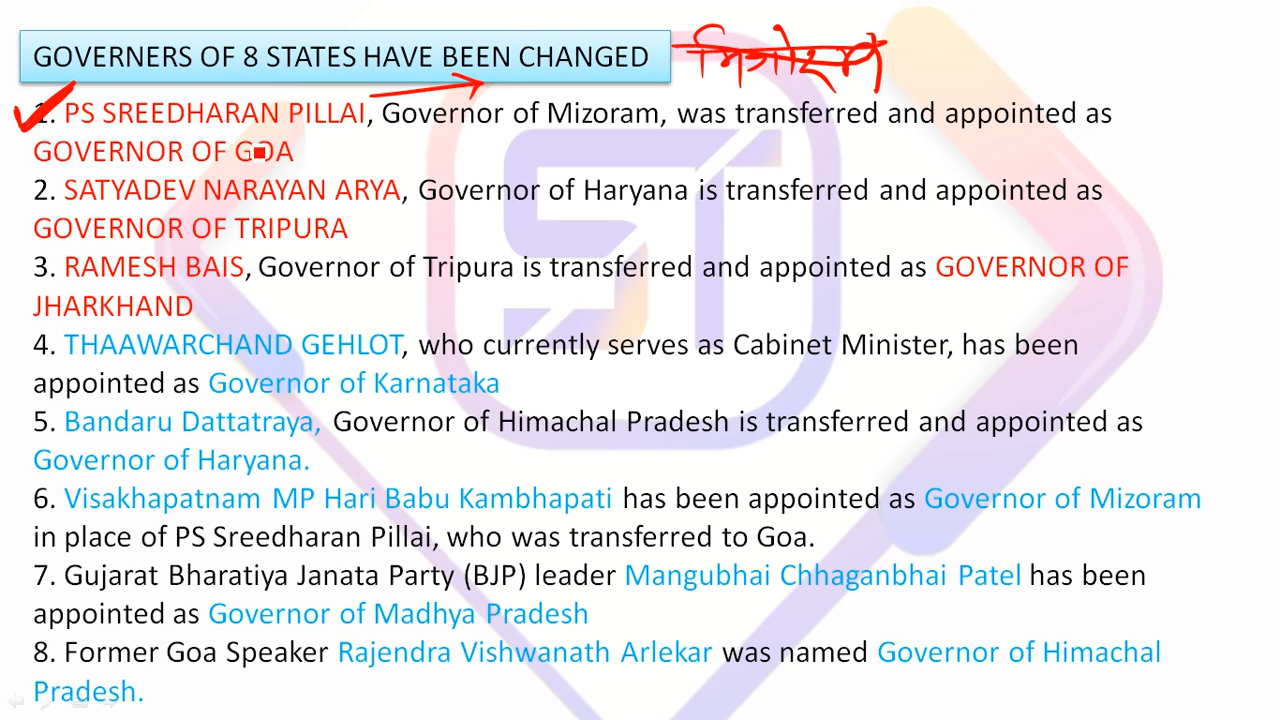 GOVERNERS OF 8 STATES HAVE BEEN CHANGED
1. PS SREEDHARAN PILLAI, Governor of Mizoram, was transferred and appointed as
GOVERNOR OF GOA
2. SATYADEV NARAYAN ARYA, Governor of Haryana is transferred and appointed as
GOVERNOR OF TRIPURA
3. RAMESH BAIS, Governor of Tripura is transferred and appointed as GOVERNOR OF
JHARKHAND
4. THAAWARCHAND GEHLOT, who currently serves as Cabinet Minister, has been
appointed as Governor of Karnataka
5. Bandaru Dattatraya, Governor of Himachal Pradesh is transferred and appointed as
Governor of Haryana.
6. Visakhapatnam MP Hari Babu Kambhapati has been appointed as Governor of Mizoram
in place of PS Sreedharan Pillai, who was transferred to Goa.
7. Gujarat Bharatiya Janata Party (BJP) leader Mangubhai Chhaganbhai Patel has been
appointed as Governor of Madhya Pradesh
8. Former Goa Speaker Rajendra Vishwanath Arlekar was named Governor of Himachal
Pradesh.